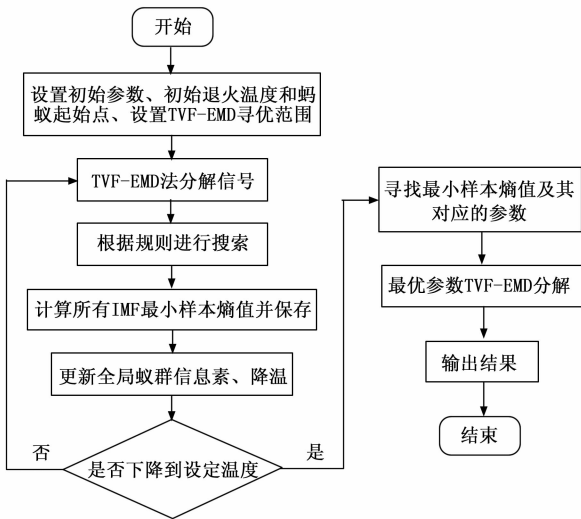 开始
设置初始参数、初始退火温度和蚂
蚁起始点、设置TVF-EMD寻优范围
TVF-EMD法分解信号
根据规则进行搜索
计算所有IMF最小样本熵值并保存
更新全局蚁群信息素、降温
是否下降到设定温度
否
是
寻找最小样本熵值及其
对应的参数
最优参数TVF-EMD分解
输出结果
结束